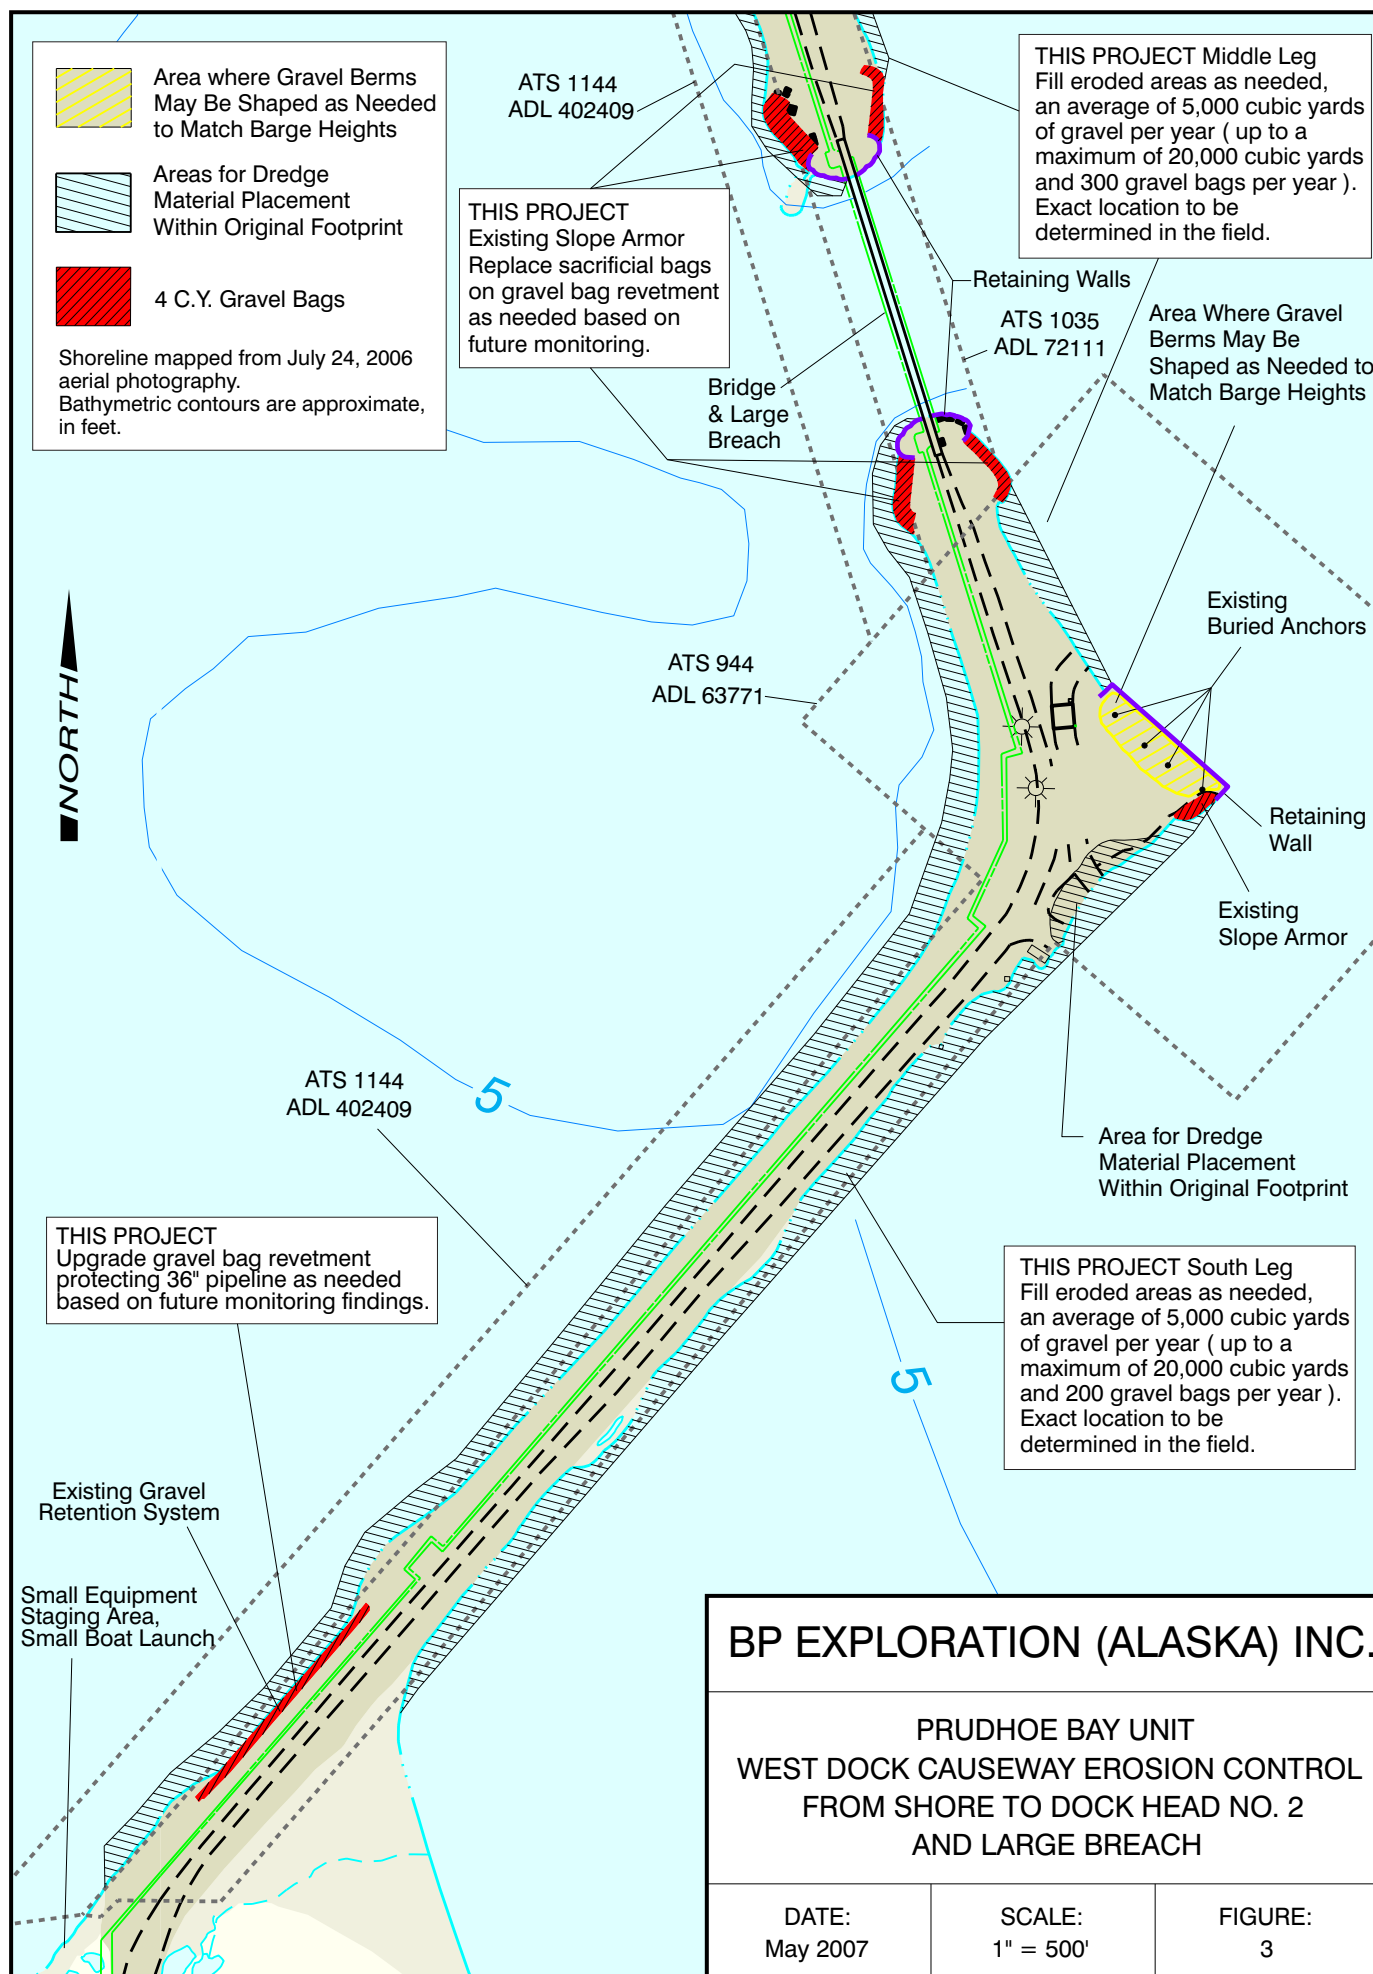 Area where Gravel Berms
May Be Shaped as Needed
to Match Barge Heights
Areas for Dredge
Material Placement
Within Original Footprint
4 C.Y. Gravel Bags
Shoreline mapped from July 24, 2006
aerial photography.
Bathymetric contours are approximate,
in feet.
ATS 1144
ADL 402409
THIS PROJECT Middle Leg
Fill eroded areas as needed,
an average of 5,000 cubic yards
of gravel per year ( up to a
maximum of 20,000 cubic yards
and 300 gravel bags per year ).
Exact location to be
determined in the field.
THIS PROJECT
Existing Slope Armor
Replace sacrificial bags
on gravel bag revetment
as needed based on
future monitoring.
Retaining Walls
ATS 1035
ADL 72111
Area Where Gravel
Berms May Be
Shaped as Needed to
Match Barge Heights
Bridge
& Large
Breach
NORTH
Existing
Buried Anchors
ATS 944
ADL 63771
Retaining
Wall
Existing
Slope Armor
ATS 1144
ADL 402409
5
Area for Dredge
Material Placement
Within Original Footprint
THIS PROJECT
Upgrade gravel bag revetment
protecting 36" pipeline as needed
based on future monitoring findings.
THIS PROJECT South Leg
Fill eroded areas as needed,
an average of 5,000 cubic yards
of gravel per year ( up to a
maximum of 20,000 cubic yards
and 200 gravel bags per year ).
Exact location to be
determined in the field.
5
Existing Gravel
Retention System
Small Equipment
Staging Area,
Small Boat Launch
BP EXPLORATION (ALASKA) INC.
PRUDHOE BAY UNIT
WEST DOCK CAUSEWAY EROSION CONTROL
FROM SHORE TO DOCK HEAD NO. 2
AND LARGE BREACH
DATE:
May 2007
SCALE:
1" = 500'
FIGURE:
3